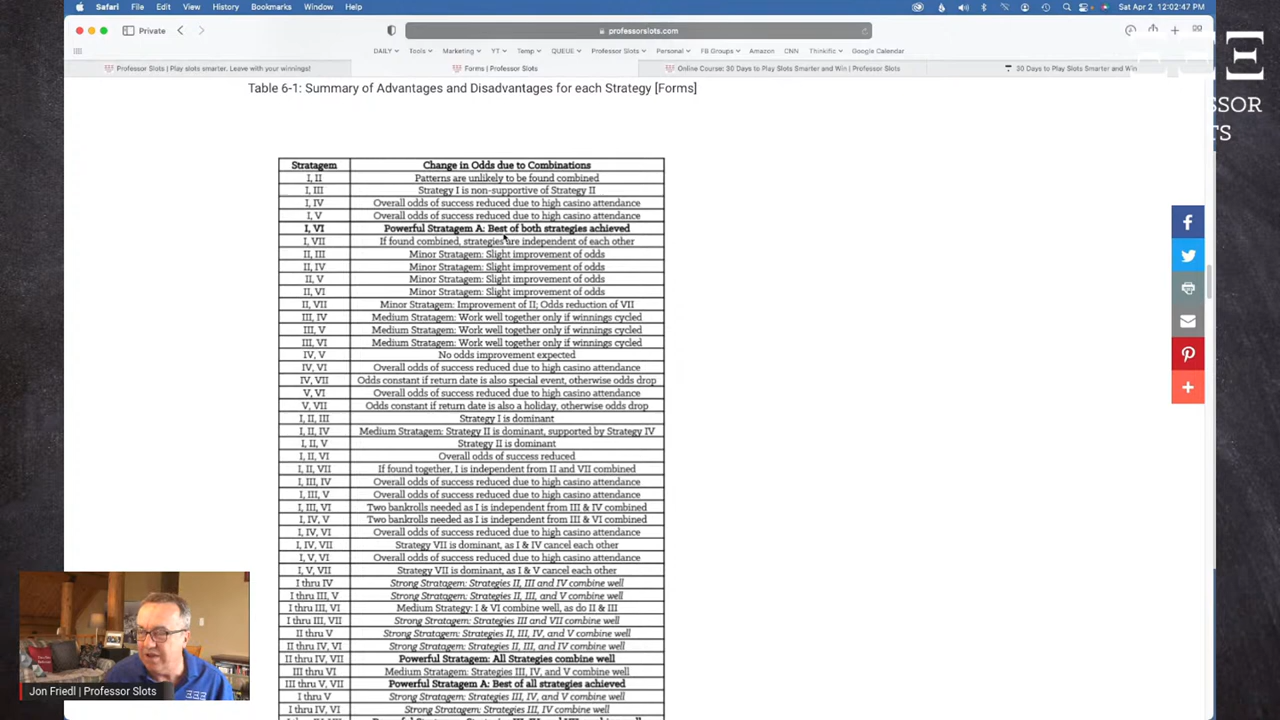 Safari File Edit View History Bookmarks Window Help Sat Apr 2 12:02:47 PM
Private professorslots.com
DAILY Tools Marketing YT Temp QUEUE Professor Slots Personal FB Groups Amazon CNN Thinkific Google Calendar
Professor Slots | Play slots smarter. Leave with your winnings! Forms | Professor Slots Online Course: 30 Days to Play Slots Smarter and Win | Professor Slots 30 Days to Play Slots Smarter and Win
Table 6-1: Summary of Advantages and Disadvantages for each Strategy [Forms]
Stratagem Change in Odds due to Combinations
I, II Patterns are unlikely to be found combined
I, III Strategy I is non-supportive of Strategy II
I, IV Overall odds of success reduced due to high casino attendance
I, V Overall odds of success reduced due to high casino attendance
I, VI Powerful Stratagem A: Best of both strategies achieved
I, VII If found combined, strategies are independent of each other
II, III Minor Stratagem: Slight improvement of odds
II, IV Minor Stratagem: Slight improvement of odds
II, V Minor Stratagem: Slight improvement of odds
II, VI Minor Stratagem: Slight improvement of odds
II, VII Minor Stratagem: Improvement of II; Odds reduction of VII
III, IV Medium Stratagem: Work well together only if winnings cycled
III, V Medium Stratagem: Work well together only if winnings cycled
III, VI Medium Stratagem: Work well together only if winnings cycled
IV, V No odds improvement expected
IV, VI Overall odds of success reduced due to high casino attendance
IV, VII Odds constant if return date is also special event, otherwise odds drop
V, VI Overall odds of success reduced due to high casino attendance
V, VII Odds constant if return date is also a holiday, otherwise odds drop
I, II, III Strategy I is dominant
I, II, IV Medium Stratagem: Strategy II is dominant, supported by Strategy IV
I, II, V Strategy II is dominant
I, II, VI Overall odds of success reduced
I, II, VII If found together, I is independent from II and VII combined
I, III, IV Overall odds of success reduced due to high casino attendance
I, III, V Overall odds of success reduced due to high casino attendance
I, III, VI Two bankrolls needed as I is independent from III & IV combined
I, IV, V Two bankrolls needed as I is independent from III & VI combined
I, IV, VI Overall odds of success reduced due to high casino attendance
I, IV, VII Strategy VII is dominant, as I & IV cancel each other
I, V, VI Overall odds of success reduced due to high casino attendance
I, V, VII Strategy VII is dominant, as I & V cancel each other
I thru IV Strong Stratagem: Strategies II, III and IV combine well
I thru III, V Strong Stratagem: Strategies II, III, and V combine well
I thru III, VI Medium Strategy: I & VI combine well, as do II & III
I thru III, VII Strong Stratagem: Strategies III and VII combine well
II thru V Strong Stratagem: Strategies II, III, IV, and V combine well
II thru IV, VI Strong Stratagem: Strategies II, III, and IV combine well
II thru IV, VII Powerful Stratagem: All Strategies combine well
III thru VI Medium Stratagem: Strategies III, IV, and V combine well
III thru V, VII Powerful Stratagem A: Best of all strategies achieved
I thru V Strong Stratagem: Strategies III, IV, and V combine well
I thru IV, VI Strong Stratagem: Strategies III, IV combine well
SSOR
TS
Jon Friedl | Professor Slots